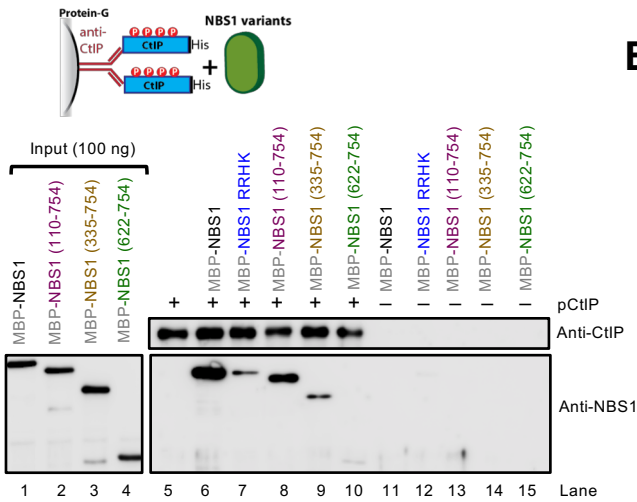 Protein-G
anti-
CtIP
P P P P
CtIP
His
P P P P
CtIP
His
+
NBS1 variants
E
Input (100 ng)
MBP-NBS1
MBP-NBS1 (110-754)
MBP-NBS1 (335-754)
MBP-NBS1 (622-754)
MBP-NBS1
MBP-NBS1 RRHK
MBP-NBS1 (110-754)
MBP-NBS1 (335-754)
MBP-NBS1 (622-754)
MBP-NBS1
MBP-NBS1 RRHK
MBP-NBS1 (110-754)
MBP-NBS1 (335-754)
MBP-NBS1 (622-754)
+ + + + + + – – – – – pCtIP
Anti-CtIP
Anti-NBS1
1 2 3 4 5 6 7 8 9 10 11 12 13 14 15 Lane